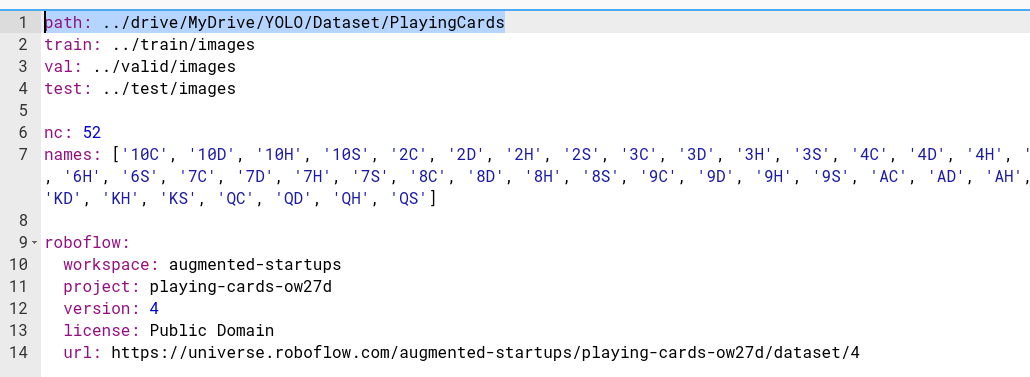 1 path: ../drive/MyDrive/YOLO/Dataset/PlayingCards
2 train: ../train/images
3 val: ../valid/images
4 test: ../test/images
5
6 nc: 52
7 names: ['10C', '10D', '10H', '10S', '2C', '2D', '2H', '2S', '3C', '3D', '3H', '3S', '4C', '4D', '4H', '
, '6H', '6S', '7C', '7D', '7H', '7S', '8C', '8D', '8H', '8S', '9C', '9D', '9H', '9S', 'AC', 'AD', 'AH',
'KD', 'KH', 'KS', 'QC', 'QD', 'QH', 'QS']
8
9 roboflow:
10 workspace: augmented-startups
11 project: playing-cards-ow27d
12 version: 4
13 license: Public Domain
14 url: https://universe.roboflow.com/augmented-startups/playing-cards-ow27d/dataset/4